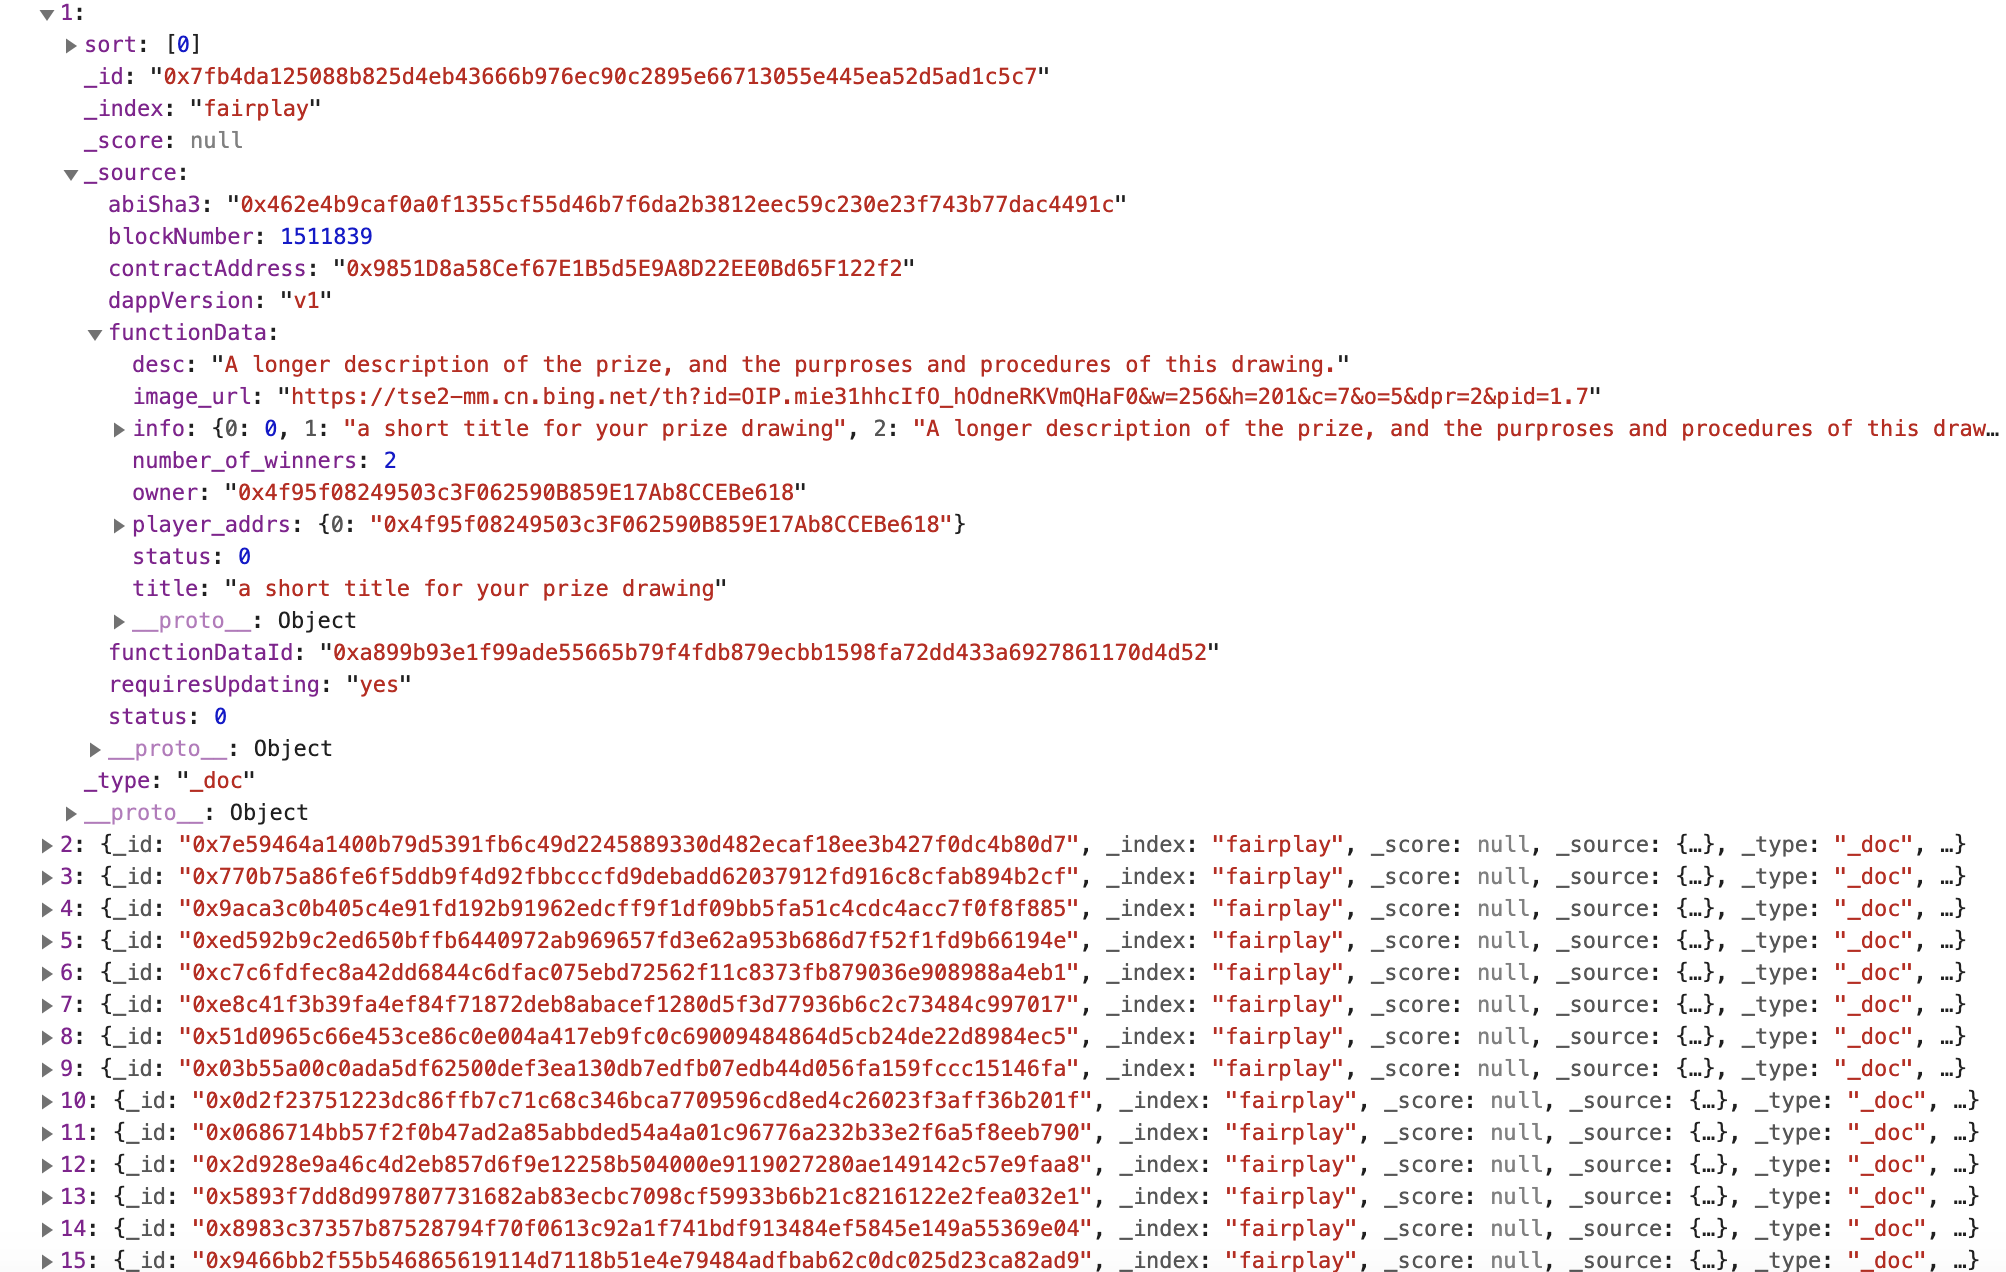 1:
sort: [0]
_id: "0x7fb4da125088b825d4eb43666b976ec90c2895e66713055e445ea52d5ad1c5c7"
_index: "fairplay"
_score: null
_source:
abiSha3: "0x462e4b9caf0a0f1355cf55d46b7f6da2b3812eec59c230e23f743b77dac4491c"
blockNumber: 1511839
contractAddress: "0x9851D8a58Cef67E1B5d5E9A8D22EE0Bd65F122f2"
dappVersion: "v1"
functionData:
desc: "A longer description of the prize, and the purproses and procedures of this drawing."
image_url: "https://tse2-mm.cn.bing.net/th?id=OIP.mie31hhcIfO_hOdneRKVmQHaF0&w=256&h=201&c=7&o=5&dpr=2&pid=1.7"
info: {0: 0, 1: "a short title for your prize drawing", 2: "A longer description of the prize, and the purproses and procedures of this draw…
number_of_winners: 2
owner: "0x4f95f08249503c3F062590B859E17Ab8CCEBe618"
player_addrs: {0: "0x4f95f08249503c3F062590B859E17Ab8CCEBe618"}
status: 0
title: "a short title for your prize drawing"
__proto__: Object
functionDataId: "0xa899b93e1f99ade55665b79f4fdb879ecbb1598fa72dd433a6927861170d4d52"
requiresUpdating: "yes"
status: 0
__proto__: Object
_type: "_doc"
__proto__: Object
2: {_id: "0x7e59464a1400b79d5391fb6c49d2245889330d482ecaf18ee3b427f0dc4b80d7", _index: "fairplay", _score: null, _source: {…}, _type: "_doc", …}
3: {_id: "0x770b75a86fe6f5ddb9f4d92fbbcccfd9debadd62037912fd916c8cfab894b2cf", _index: "fairplay", _score: null, _source: {…}, _type: "_doc", …}
4: {_id: "0x9aca3c0b405c4e91fd192b91962edcff9f1df09bb5fa51c4cdc4acc7f0f8f885", _index: "fairplay", _score: null, _source: {…}, _type: "_doc", …}
5: {_id: "0xed592b9c2ed650bffb6440972ab969657fd3e62a953b686d7f52f1fd9b66194e", _index: "fairplay", _score: null, _source: {…}, _type: "_doc", …}
6: {_id: "0xc7c6fdfec8a42dd6844c6dfac075ebd72562f11c8373fb879036e908988a4eb1", _index: "fairplay", _score: null, _source: {…}, _type: "_doc", …}
7: {_id: "0xe8c41f3b39fa4ef84f71872deb8abacef1280d5f3d77936b6c2c73484c997017", _index: "fairplay", _score: null, _source: {…}, _type: "_doc", …}
8: {_id: "0x51d0965c66e453ce86c0e004a417eb9fc0c69009484864d5cb24de22d8984ec5", _index: "fairplay", _score: null, _source: {…}, _type: "_doc", …}
9: {_id: "0x03b55a00c0ada5df62500def3ea130db7edfb07edb44d056fa159fccc15146fa", _index: "fairplay", _score: null, _source: {…}, _type: "_doc", …}
10: {_id: "0x0d2f23751223dc86ffb7c71c68c346bca7709596cd8ed4c26023f3aff36b201f", _index: "fairplay", _score: null, _source: {…}, _type: "_doc", …}
11: {_id: "0x0686714bb57f2f0b47ad2a85abbded54a4a01c96776a232b33e2f6a5f8eeb790", _index: "fairplay", _score: null, _source: {…}, _type: "_doc", …}
12: {_id: "0x2d928e9a46c4d2eb857d6f9e12258b504000e9119027280ae149142c57e9faa8", _index: "fairplay", _score: null, _source: {…}, _type: "_doc", …}
13: {_id: "0x5893f7dd8d997807731682ab83ecbc7098cf59933b6b21c8216122e2fea032e1", _index: "fairplay", _score: null, _source: {…}, _type: "_doc", …}
14: {_id: "0x8983c37357b87528794f70f0613c92a1f741bdf913484ef5845e149a55369e04", _index: "fairplay", _score: null, _source: {…}, _type: "_doc", …}
15: {_id: "0x9466bb2f55b546865619114d7118b51e4e79484adfbab62c0dc025d23ca82ad9", _index: "fairplay", _score: null, _source: {…}, _type: "_doc", …}